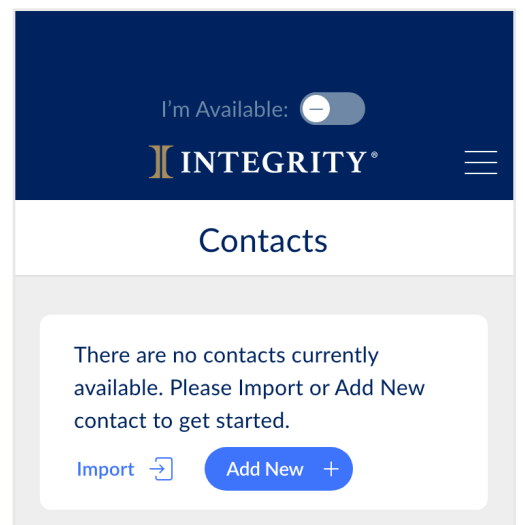 I’m Available:
INTEGRITY®
Contacts
There are no contacts currently
available. Please Import or Add New
contact to get started.
Import
Add New